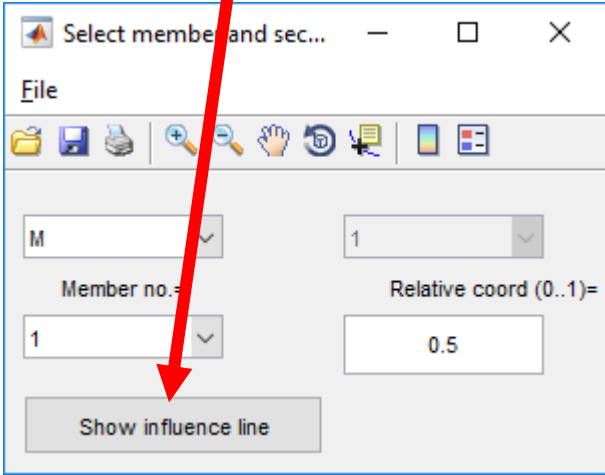 Select member and sec...
File
M
1
Member no.=
Relative coord (0..1)=
1
0.5
Show influence line